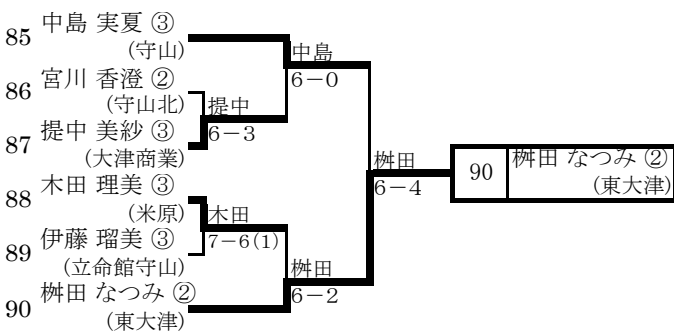 85 中島 実夏 ③
(守山)
中島
6-0
86 宮川 香澄 ②
(守山北)
提中
6-3
87 提中 美紗 ③
(大津商業)
桝田
6-4
90 桝田 なつみ ②
(東大津)
88 木田 理美 ③
(米原)
木田
7-6(1)
89 伊藤 瑠美 ③
(立命館守山)
桝田
6-2
90 桝田 なつみ ②
(東大津)